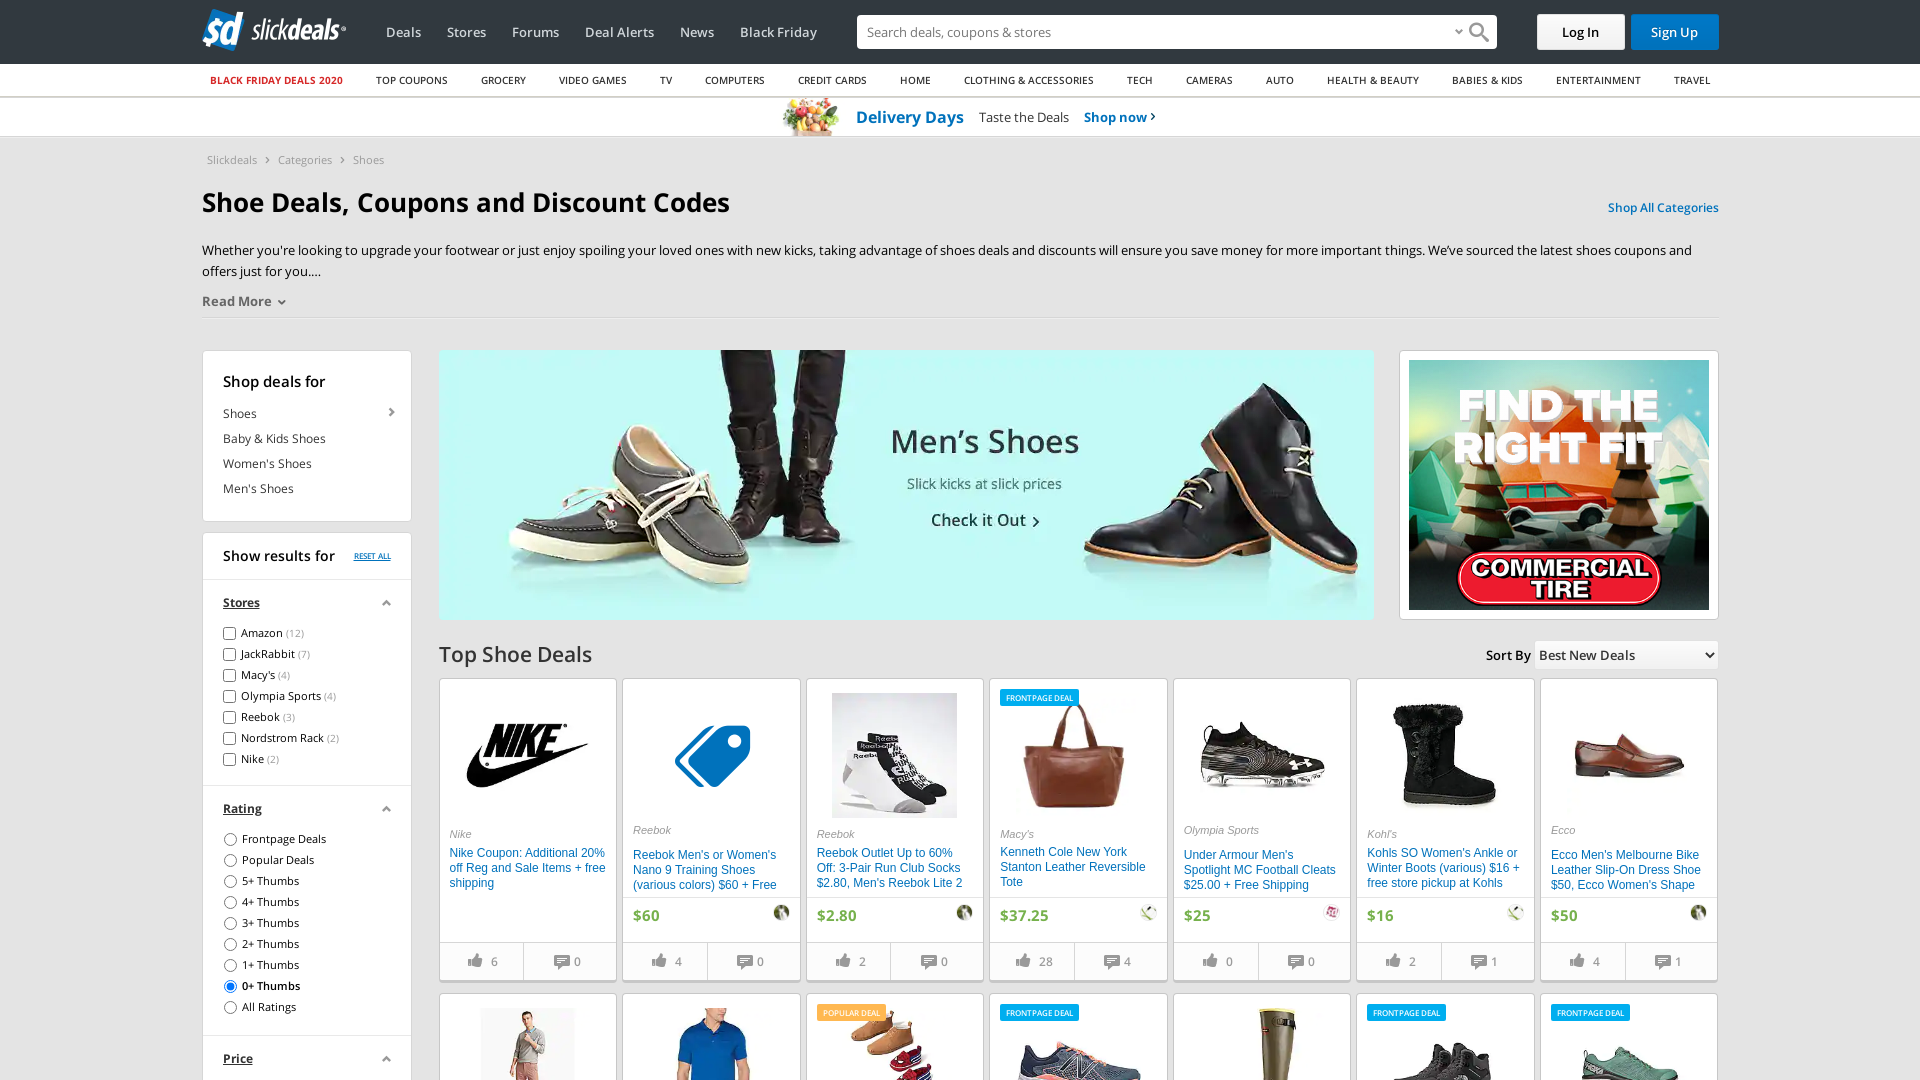 sd slickdeals
Deals
Stores
Forums
Deal Alerts
News
Black Friday
Search deals, coupons & stores
Log In
Sign Up
BLACK FRIDAY DEALS 2020
TOP COUPONS
GROCERY
VIDEO GAMES
TV
COMPUTERS
CREDIT CARDS
HOME
CLOTHING & ACCESSORIES
TECH
CAMERAS
AUTO
HEALTH & BEAUTY
BABIES & KIDS
ENTERTAINMENT
TRAVEL
Delivery Days Taste the Deals Shop now
Slickdeals
Categories
Shoes
Shoe Deals, Coupons and Discount Codes
Shop All Categories
Whether you're looking to upgrade your footwear or just enjoy spoiling your loved ones with new kicks, taking advantage of shoes deals and discounts will ensure you save money for more important things. We’ve sourced the latest shoes coupons and
offers just for you....
Read More
Shop deals for
Shoes
Baby & Kids Shoes
Women's Shoes
Men's Shoes
Men’s Shoes
Slick kicks at slick prices
Check it Out
FIND THE
RIGHT FIT
COMMERCIAL
TIRE
Show results for
RESET ALL
Stores
Amazon (12)
JackRabbit (7)
Macy's (4)
Olympia Sports (4)
Reebok (3)
Nordstrom Rack (2)
Nike (2)
Rating
Frontpage Deals
Popular Deals
5+ Thumbs
4+ Thumbs
3+ Thumbs
2+ Thumbs
1+ Thumbs
0+ Thumbs
All Ratings
Price
Top Shoe Deals
Sort By
Best New Deals
NIKE
Nike
Nike Coupon: Additional 20%
off Reg and Sale Items + free
shipping
6
0
Reebok
Reebok Men's or Women's
Nano 9 Training Shoes
(various colors) $60 + Free
$60
4
0
Reebok
Reebok Outlet Up to 60%
Off: 3-Pair Run Club Socks
$2.80, Men's Reebok Lite 2
$2.80
2
0
FRONTPAGE DEAL
Macy's
Kenneth Cole New York
Stanton Leather Reversible
Tote
$37.25
28
4
Olympia Sports
Under Armour Men's
Spotlight MC Football Cleats
$25.00 + Free Shipping
$25
0
0
Kohl's
Kohls SO Women's Ankle or
Winter Boots (various) $16 +
free store pickup at Kohls
$16
2
1
Ecco
Ecco Men's Melbourne Bike
Leather Slip-On Dress Shoe
$50, Ecco Women's Shape
$50
4
1
POPULAR DEAL
FRONTPAGE DEAL
FRONTPAGE DEAL
FRONTPAGE DEAL